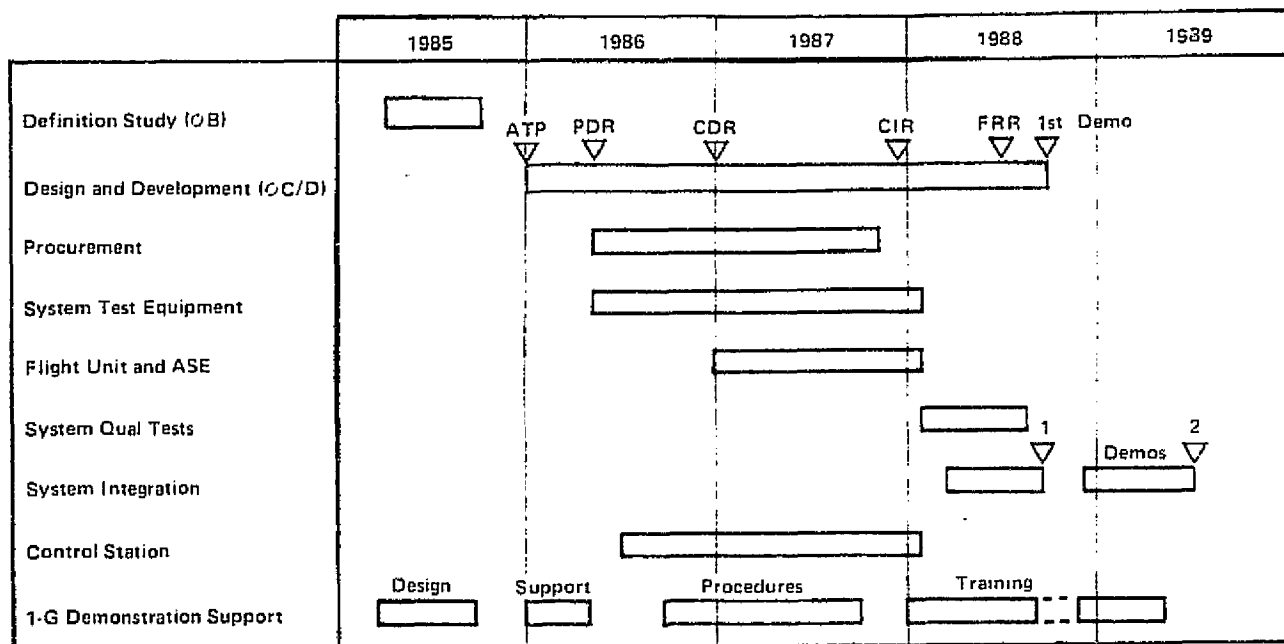 1985 1986 1987 1988 1989
Definition Study (∅B)
ATP PDR CDR CIR FRR 1st Demo
Design and Development (∅C/D)
Procurement
System Test Equipment
Flight Unit and ASE
System Qual Tests
1 2
Demos
System Integration
Control Station
Design Support Procedures Training
1-G Demonstration Support